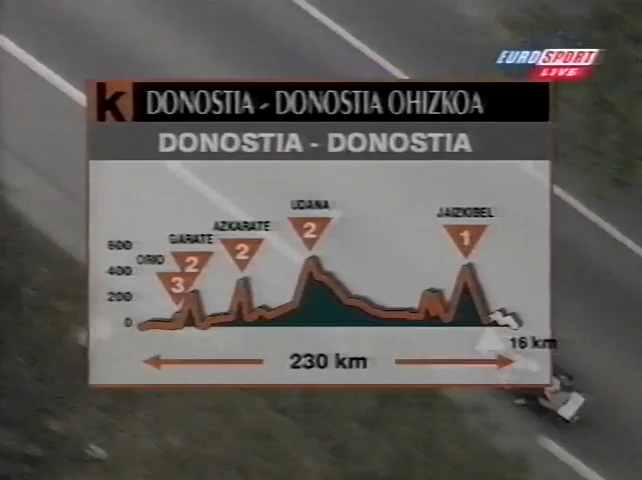 EUROSPORT
LIVE
K DONOSTIA - DONOSTIA OHIZKOA
DONOSTIA - DONOSTIA
UDANA
JAIZKIBEL
AZKARATE
GARATE
ORIO
2
1
2
2
3
600
400
200
0
16 km
230 km